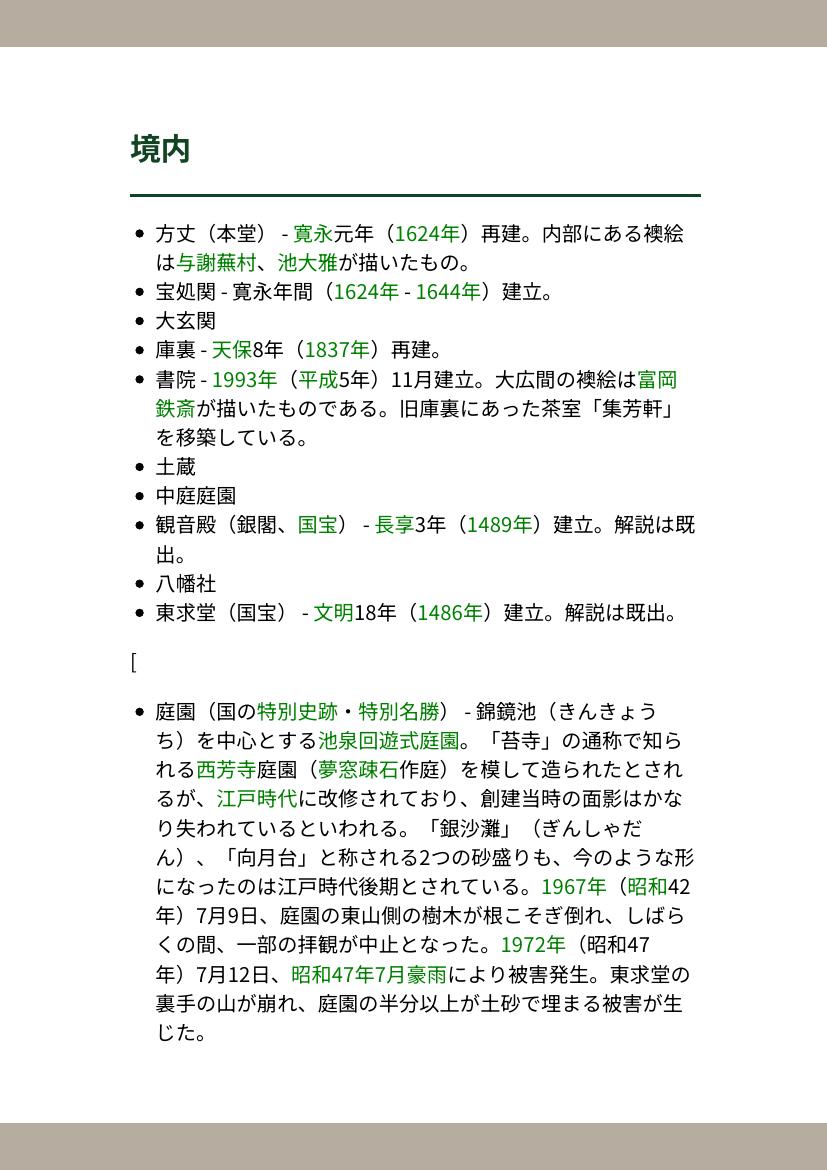 境内
• 方丈（本堂） - 寛永元年（1624年）再建。内部にある襖絵
は与謝蕪村、池大雅が描いたもの。
• 宝処関 - 寛永年間（1624年 - 1644年）建立。
• 大玄関
• 庫裏 - 天保8年（1837年）再建。
• 書院 - 1993年（平成5年）11月建立。大広間の襖絵は富岡
鉄斎が描いたものである。旧庫裏にあった茶室「集芳軒」
を移築している。
• 土蔵
• 中庭庭園
• 観音殿（銀閣、国宝） - 長享3年（1489年）建立。解説は既
出。
• 八幡社
• 東求堂（国宝） - 文明18年（1486年）建立。解説は既出。
[
• 庭園（国の特別史跡・特別名勝） - 錦鏡池（きんきょう
ち）を中心とする池泉回遊式庭園。「苔寺」の通称で知ら
れる西芳寺庭園（夢窓疎石作庭）を模して造られたとされ
るが、江戸時代に改修されており、創建当時の面影はかな
り失われているといわれる。「銀沙灘」（ぎんしゃだ
ん）、「向月台」と称される2つの砂盛りも、今のような形
になったのは江戸時代後期とされている。1967年（昭和42
年）7月9日、庭園の東山側の樹木が根こそぎ倒れ、しばら
くの間、一部の拝観が中止となった。1972年（昭和47
年）7月12日、昭和47年7月豪雨により被害発生。東求堂の
裏手の山が崩れ、庭園の半分以上が土砂で埋まる被害が生
じた。